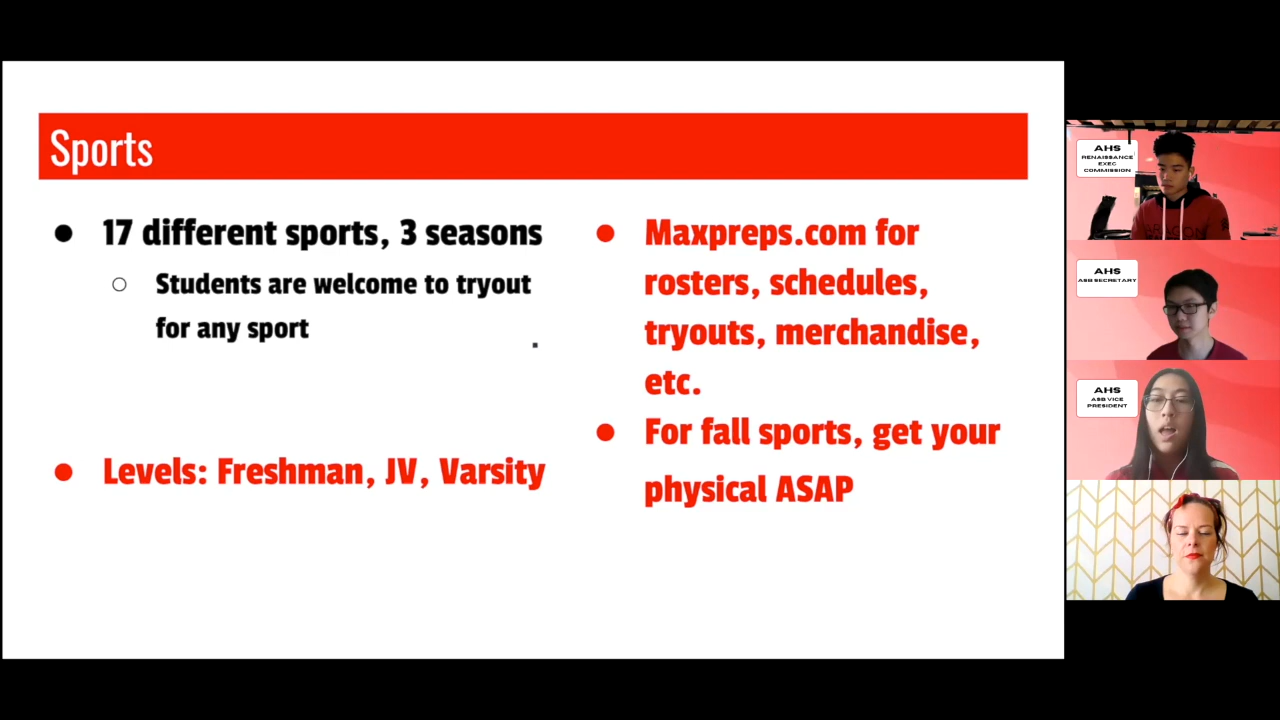 Sports
17 different sports, 3 seasons
Students are welcome to tryout
for any sport
Levels: Freshman, JV, Varsity
Maxpreps.com for
rosters, schedules,
tryouts, merchandise,
etc.
For fall sports, get your
physical ASAP
AHS
RENAISSANCE
EXEC
COMMISSION
AHS
ASB SECRETARY
AHS
ASB VICE
PRESIDENT